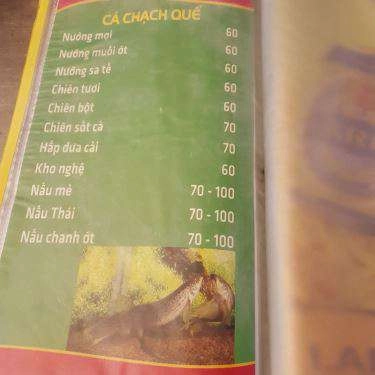 CÁ CHẠCH QUẾ
Nướng mọi 60
Nướng muối ớt 60
Nướng sa tế 60
Chiên tươi 60
Chiên bột 60
Chiên sốt cà 70
Hấp dưa cải 70
Kho nghệ 60
Nấu mẻ 70 - 100
Nấu Thái 70 - 100
Nấu chanh ớt 70 - 100